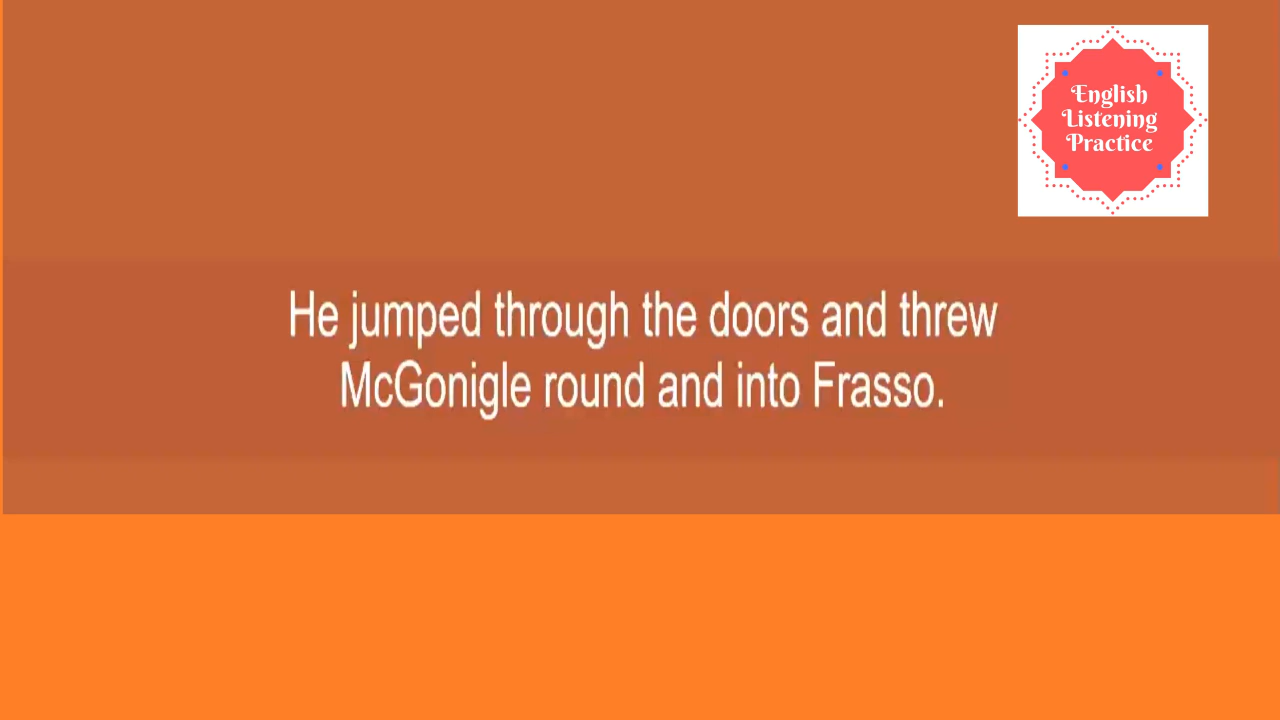 English
Listening
Practice
He jumped through the doors and threw
McGonigle round and into Frasso.